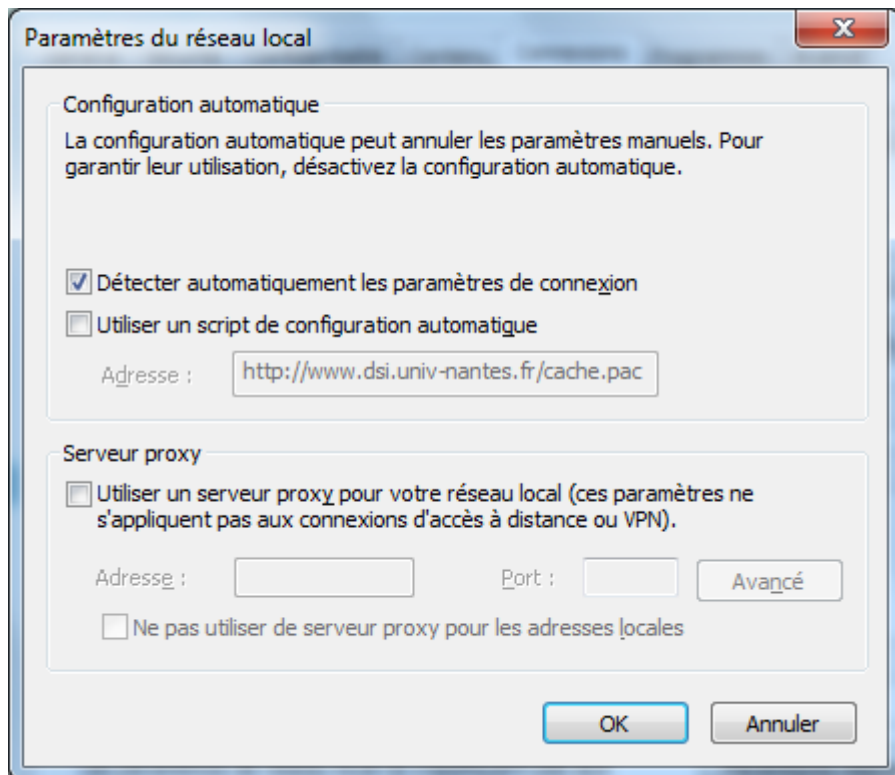 Paramètres du réseau local
Configuration automatique
La configuration automatique peut annuler les paramètres manuels. Pour
garantir leur utilisation, désactivez la configuration automatique.
Détecter automatiquement les paramètres de connexion
Utiliser un script de configuration automatique
Adresse :
http://www.dsi.univ-nantes.fr/cache.pac
Serveur proxy
Utiliser un serveur proxy pour votre réseau local (ces paramètres ne
s'appliquent pas aux connexions d'accès à distance ou VPN).
Adresse :
Port :
Avancé
Ne pas utiliser de serveur proxy pour les adresses locales
OK
Annuler